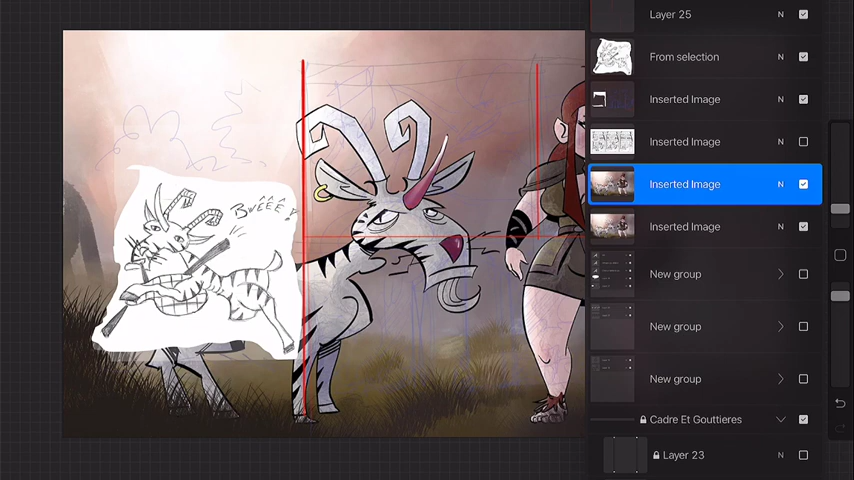 Layer 25 N
From selection N
Inserted Image N
Inserted Image N
Inserted Image N
Inserted Image N
New group
New group
New group
Cadre Et Gouttieres
Layer 23 N
BWÊÊÊ !